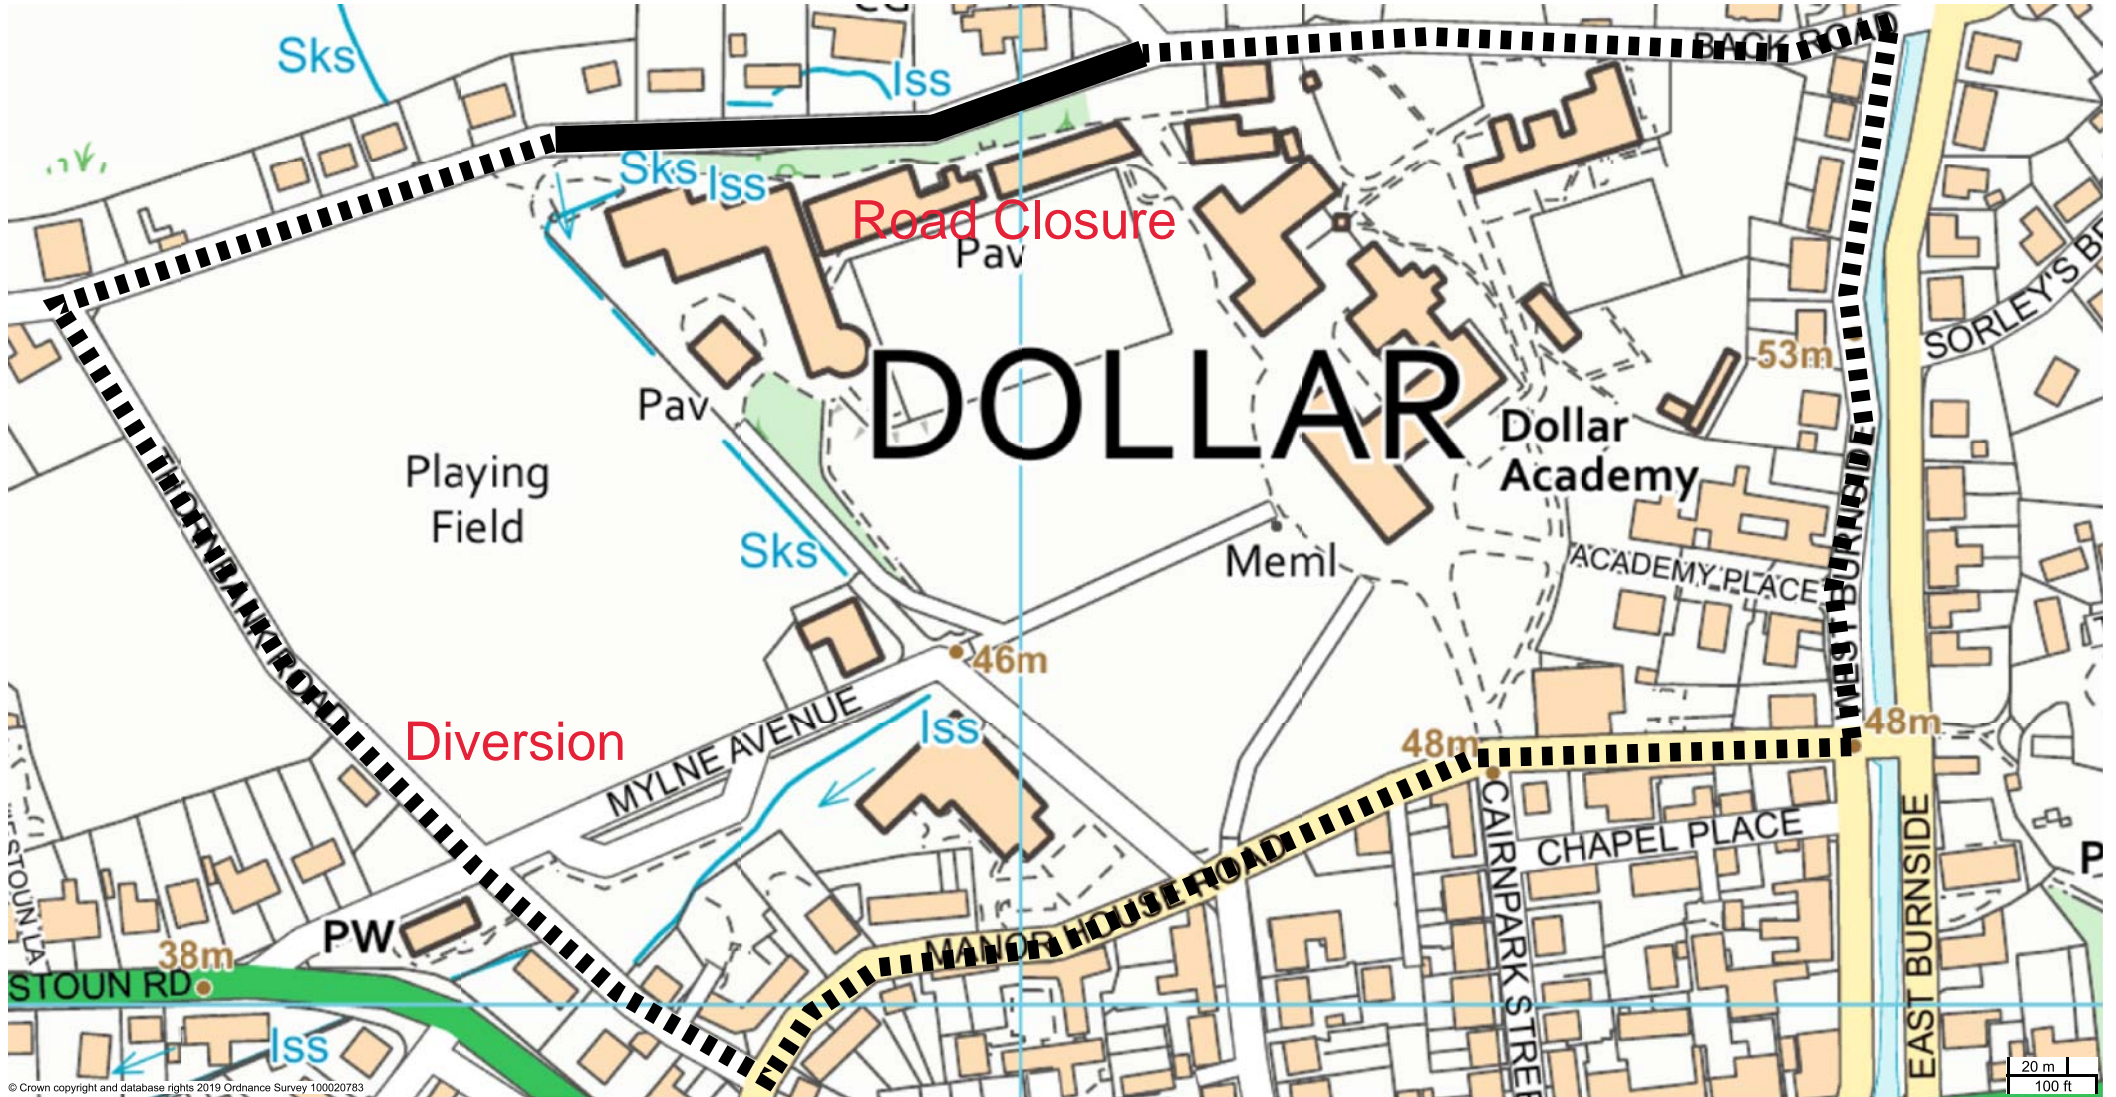 Sks
Iss
BACK ROAD
Sks
Iss
Road Closure
Pav
SORLEY'S
53m
DOLLAR
Pav
Dollar
Academy
Playing
Field
Sks
Meml
ACADEMY PLACE
WEST BURNSIDE
THORNBANK ROAD
46m
Diversion
MYLNE AVENUE
Iss
48m
48m
CHAPEL PLACE
CAIRNPARK STREE
MANOR HOUSE ROAD
EAST BURNSIDE
PW
38m
STOUN RD
Iss
20 m
100 ft
© Crown copyright and database rights 2019 Ordnance Survey 100020783